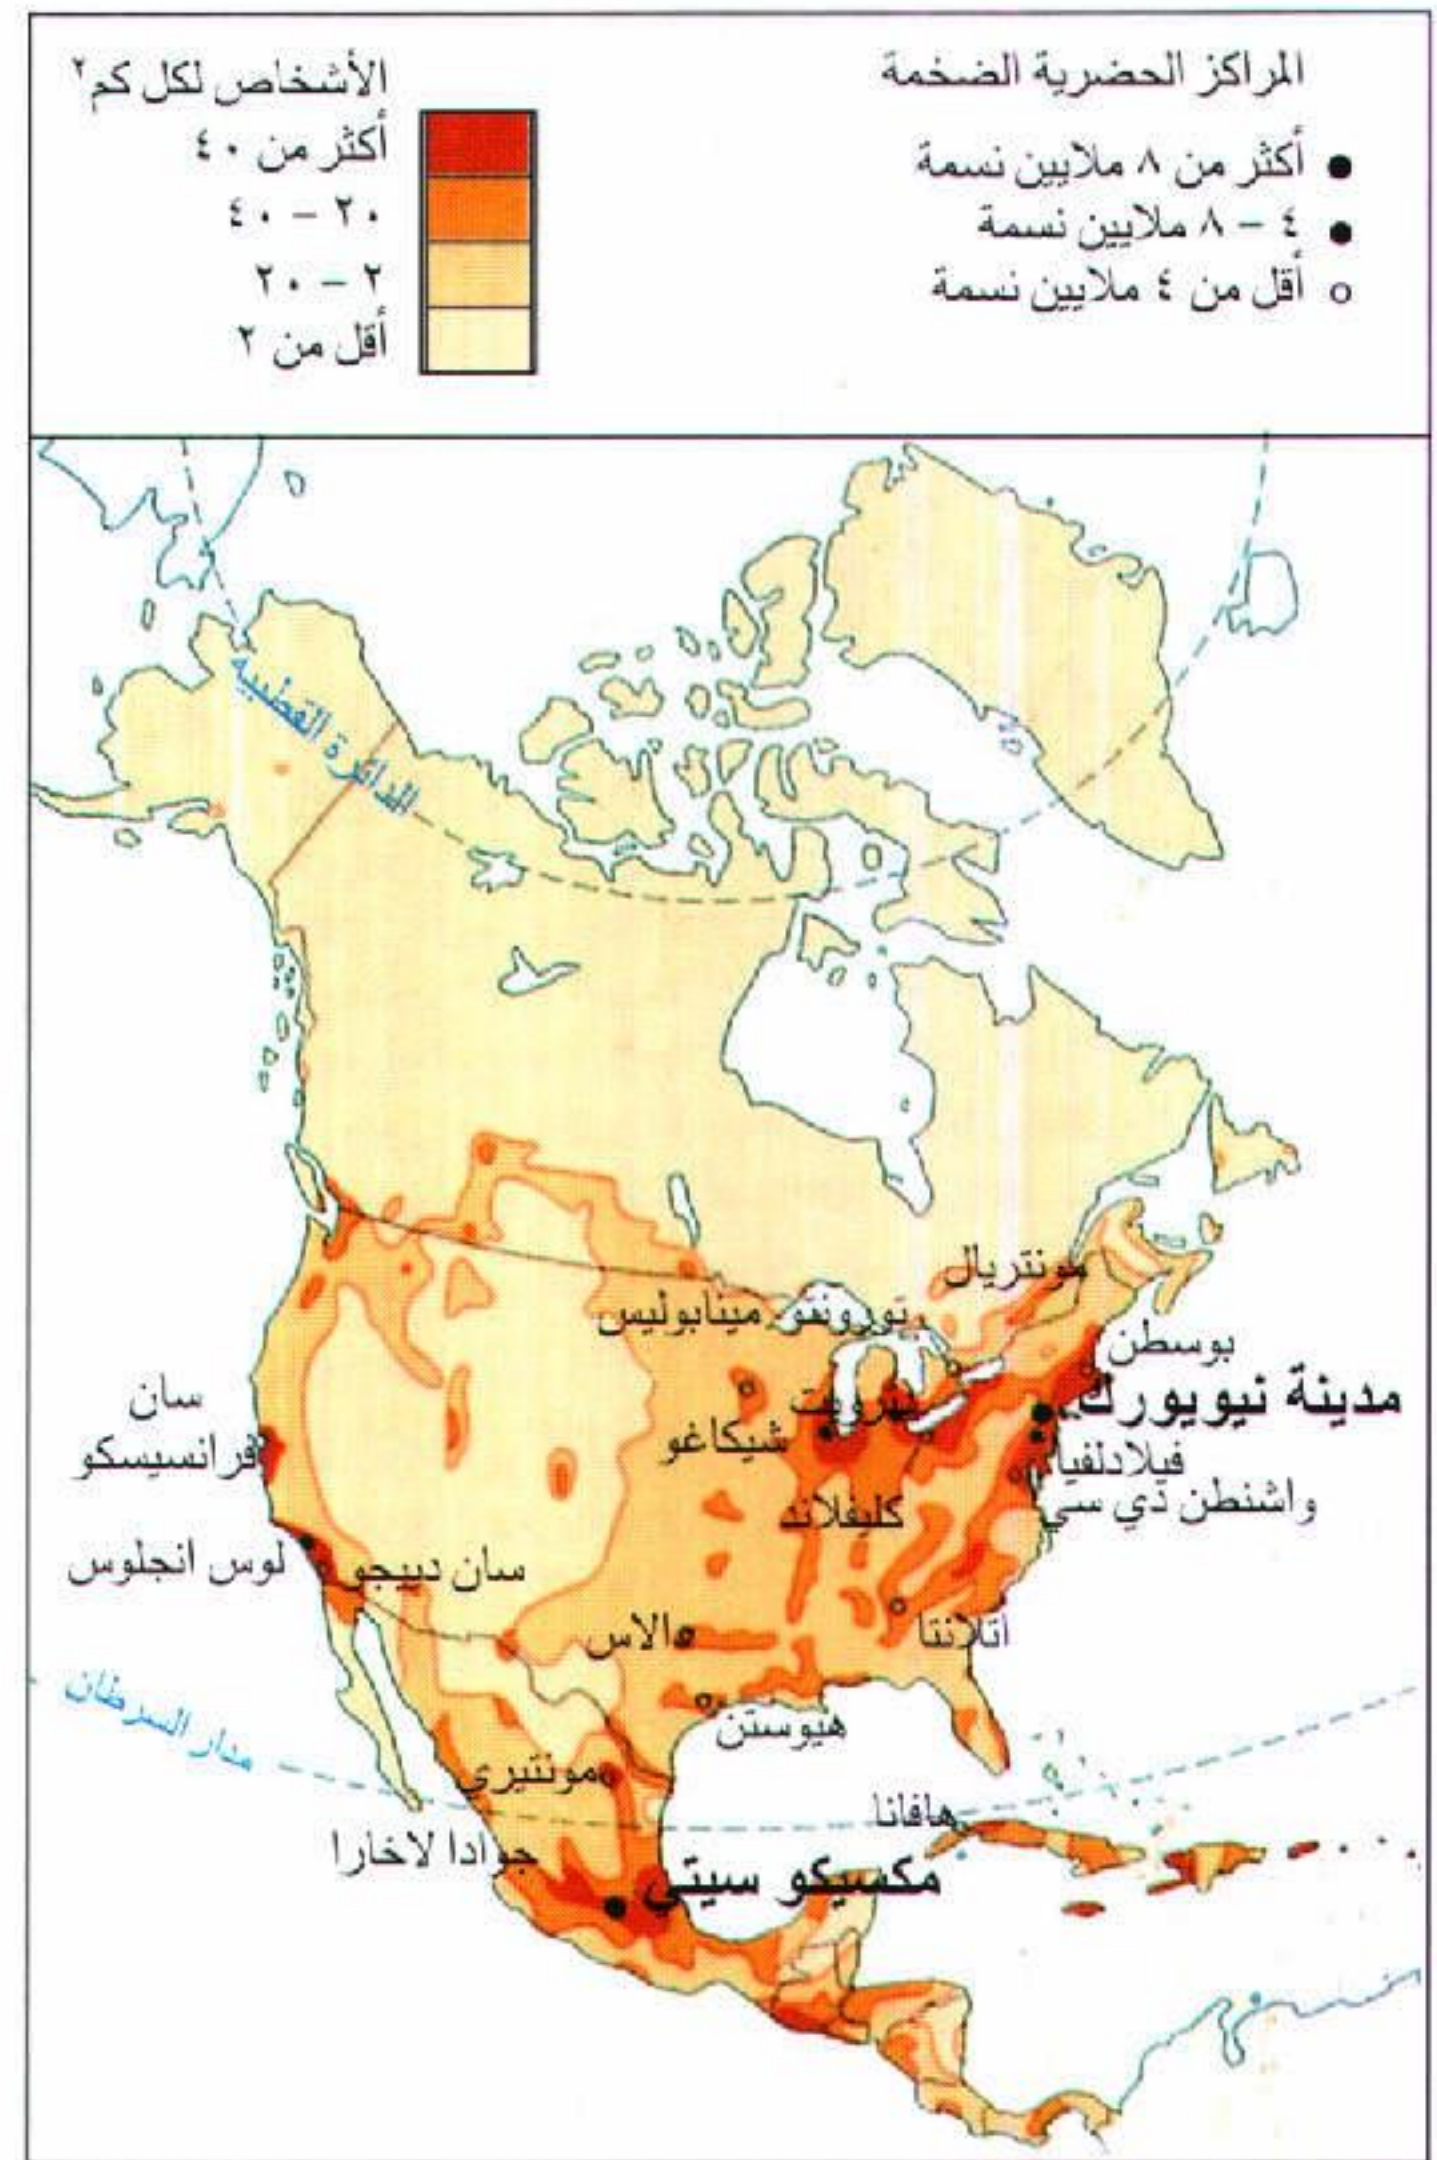 المراكز الحضرية الضخمة
أكثر من ٨ ملايين نسمة
٤ – ٨ ملايين نسمة
أقل من ٤ ملايين نسمة
الأشخاص لكل كم٢
أكثر من ٤٠
٢٠ – ٤٠
٢ – ٢٠
أقل من ٢
الدائرة القطبية
مونتريال
تورونتو
مينابوليس
بوسطن
مدينة نيويورك
ديترويت
سان
فرانسيسكو
شيكاغو
فيلادلفيا
واشنطن دي سي
كليفلاند
لوس انجلوس
سان دييجو
دالاس
اتلانتا
مدار السرطان
هيوستن
مونتيري
هافانا
جوادا لاخارا
مكسيكو سيتي